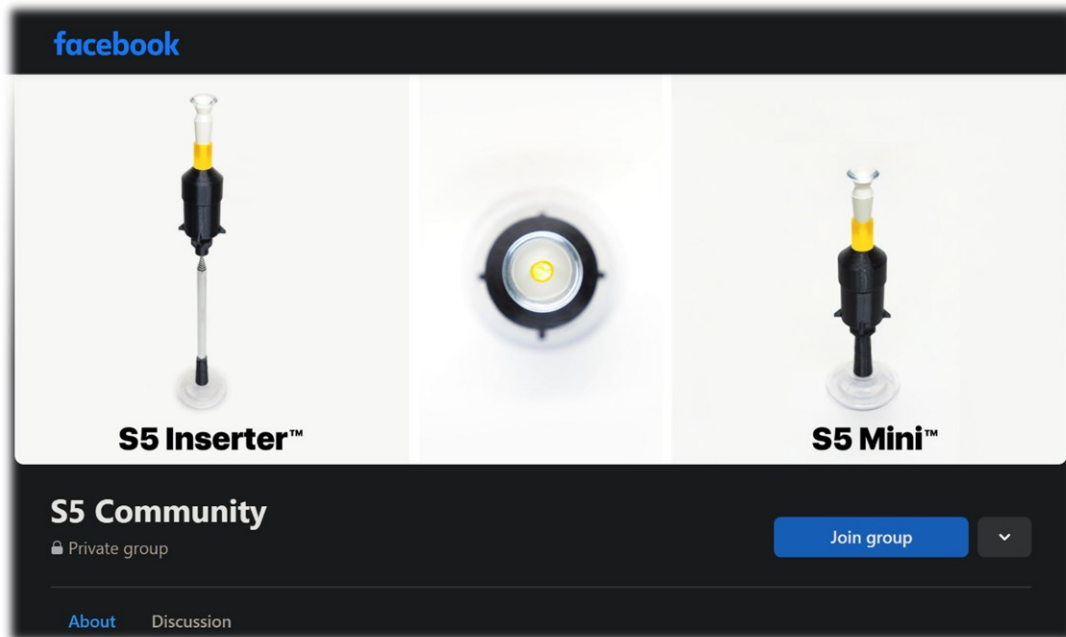 facebook
S5 Inserter™
S5 Mini™
S5 Community
Private group
Join group
About Discussion